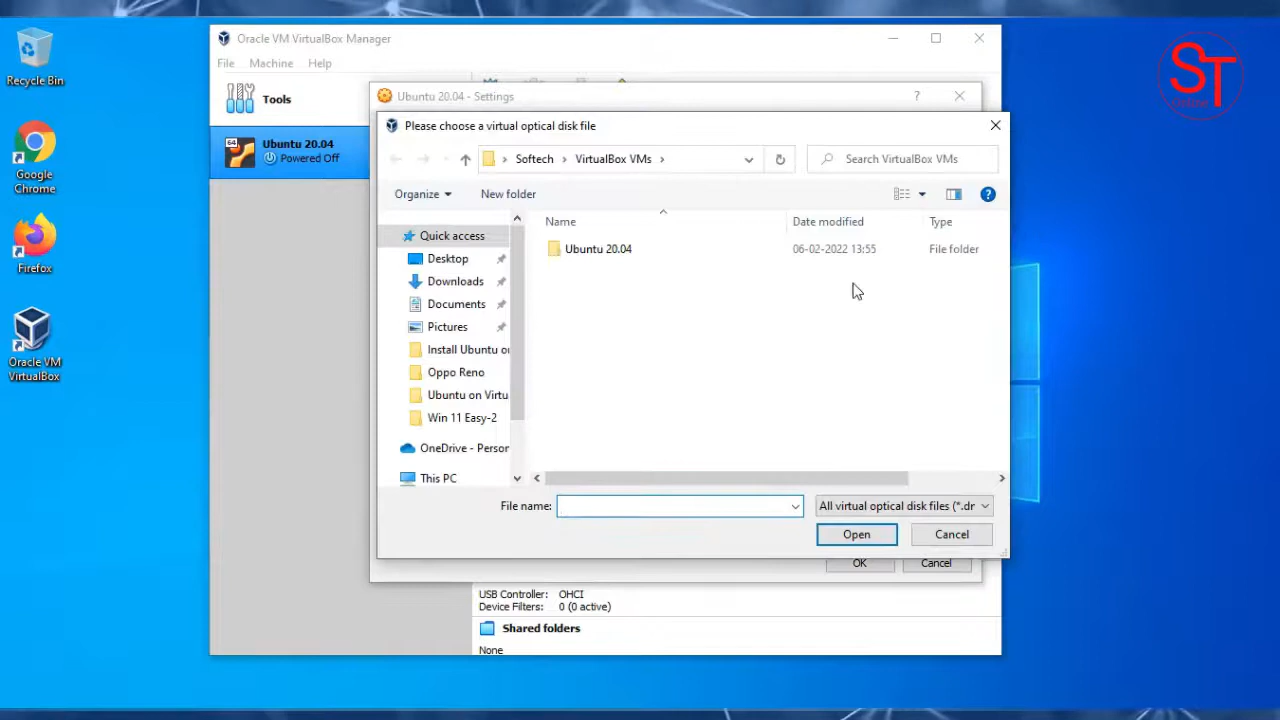 Oracle VM VirtualBox Manager
File Machine Help
Tools
64
Ubuntu 20.04
Powered Off
Ubuntu 20.04 - Settings
?
Please choose a virtual optical disk file
Softech
VirtualBox VMs
Search VirtualBox VMs
Organize
New folder
?
Name Date modified Type
Ubuntu 20.04 06-02-2022 13:55 File folder
Quick access
Desktop
Downloads
Documents
Pictures
Install Ubuntu o
Oppo Reno
Ubuntu on Virtu
Win 11 Easy-2
OneDrive - Person
This PC
File name:
All virtual optical disk files (*.dr
Open
Cancel
OK
Cancel
USB Controller: OHCI
Device Filters: 0 (0 active)
Shared folders
None
Recycle Bin
Google
Chrome
Firefox
Oracle VM
VirtualBox
ST
Online